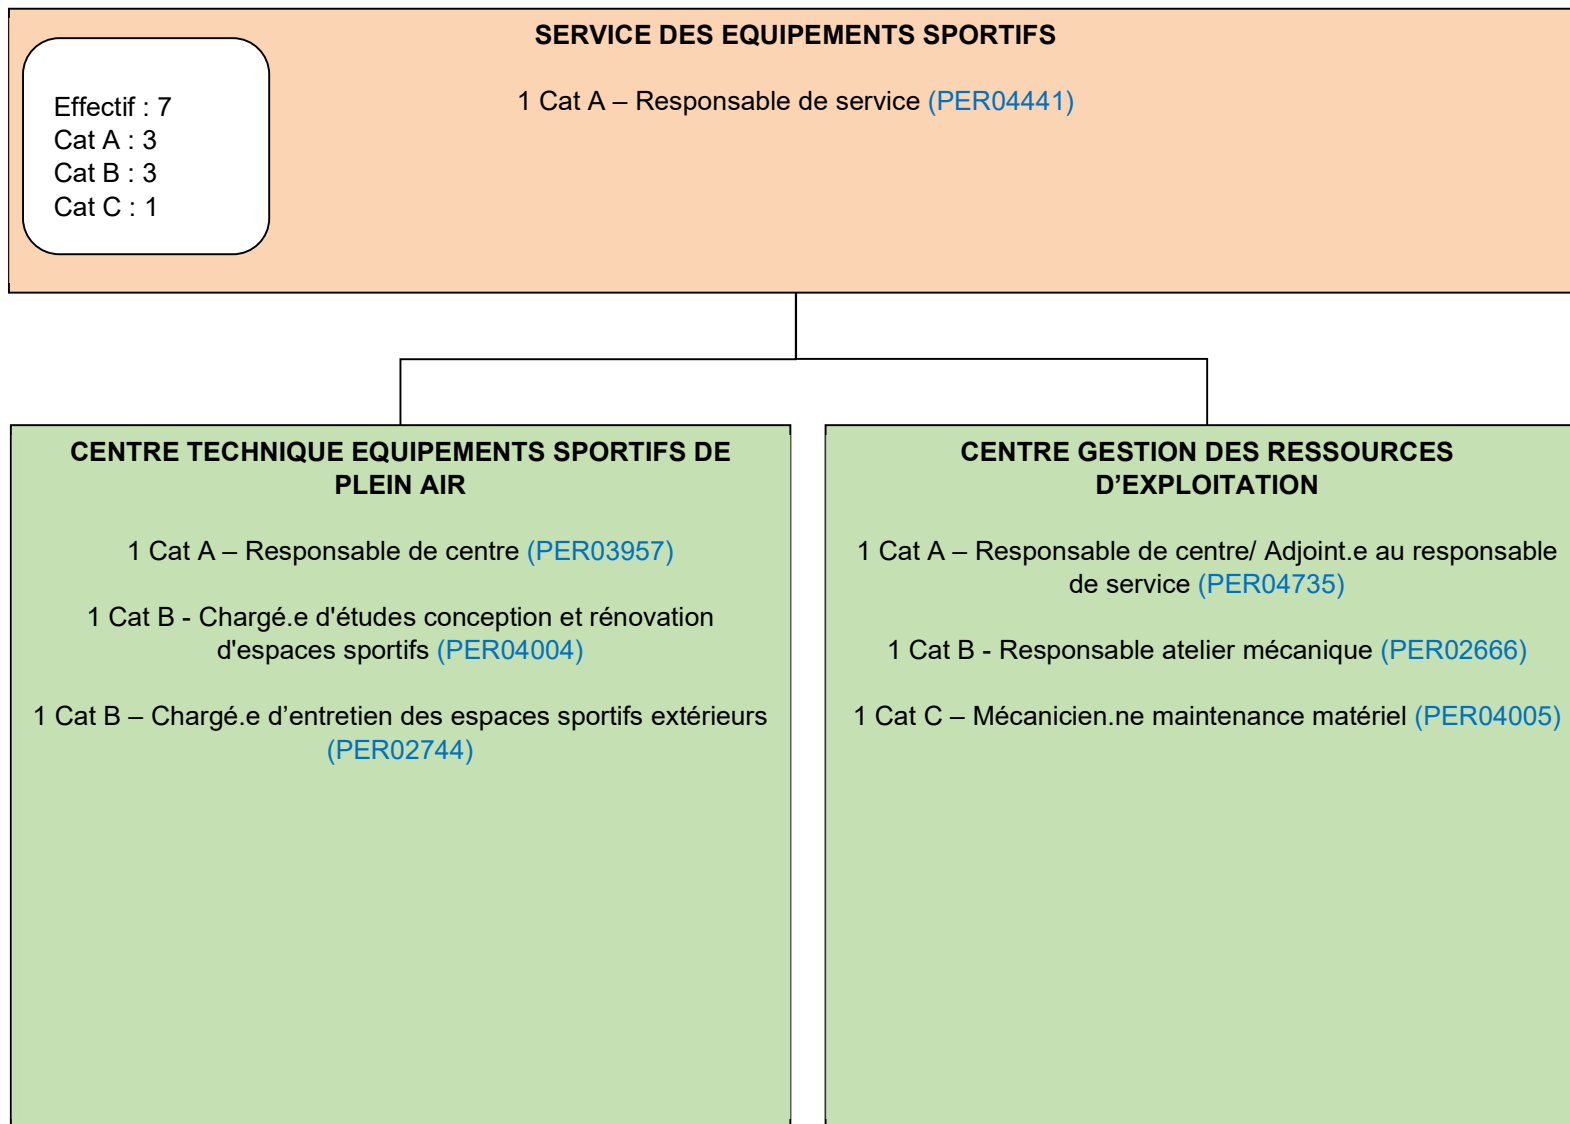 SERVICE DES EQUIPEMENTS SPORTIFS
1 Cat A – Responsable de service (PER04441)
Effectif : 7
Cat A : 3
Cat B : 3
Cat C : 1
CENTRE TECHNIQUE EQUIPEMENTS SPORTIFS DE
PLEIN AIR
1 Cat A – Responsable de centre (PER03957)
1 Cat B - Chargé.e d'études conception et rénovation
d'espaces sportifs (PER04004)
1 Cat B – Chargé.e d’entretien des espaces sportifs extérieurs
(PER02744)
CENTRE GESTION DES RESSOURCES
D’EXPLOITATION
1 Cat A – Responsable de centre/ Adjoint.e au responsable
de service (PER04735)
1 Cat B - Responsable atelier mécanique (PER02666)
1 Cat C – Mécanicien.ne maintenance matériel (PER04005)